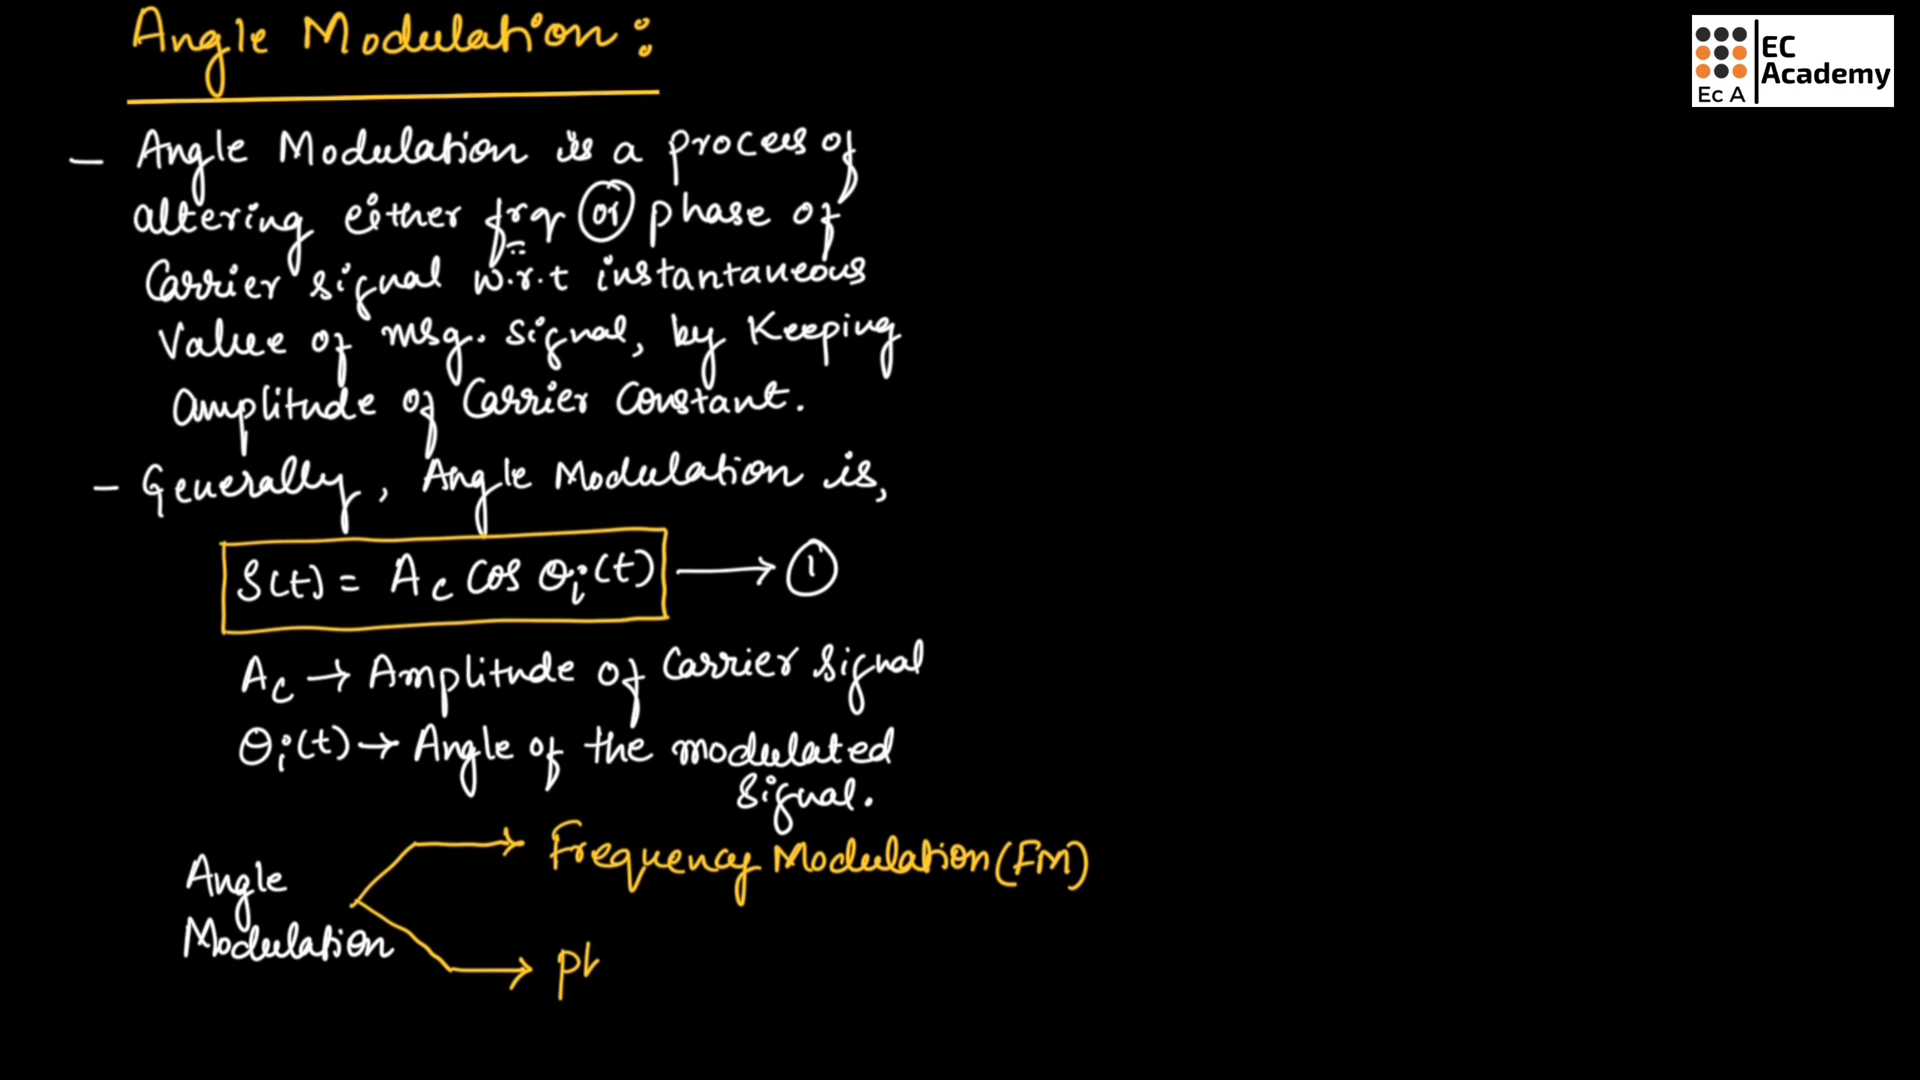 Angle Modulation:
EC
Academy
Ec A
- Angle Modulation is a process of
altering either frq or phase of
Carrier signal w.r.t instantaneous
Value of msg. signal, by Keeping
Amplitude of Carrier Constant.
- Generally, Angle Modulation is,
S(t) = Ac Cos θi(t) → 1
Ac → Amplitude of Carrier signal
θi(t) → Angle of the modulated
signal.
Frequency Modulation (FM)
Angle
Modulation